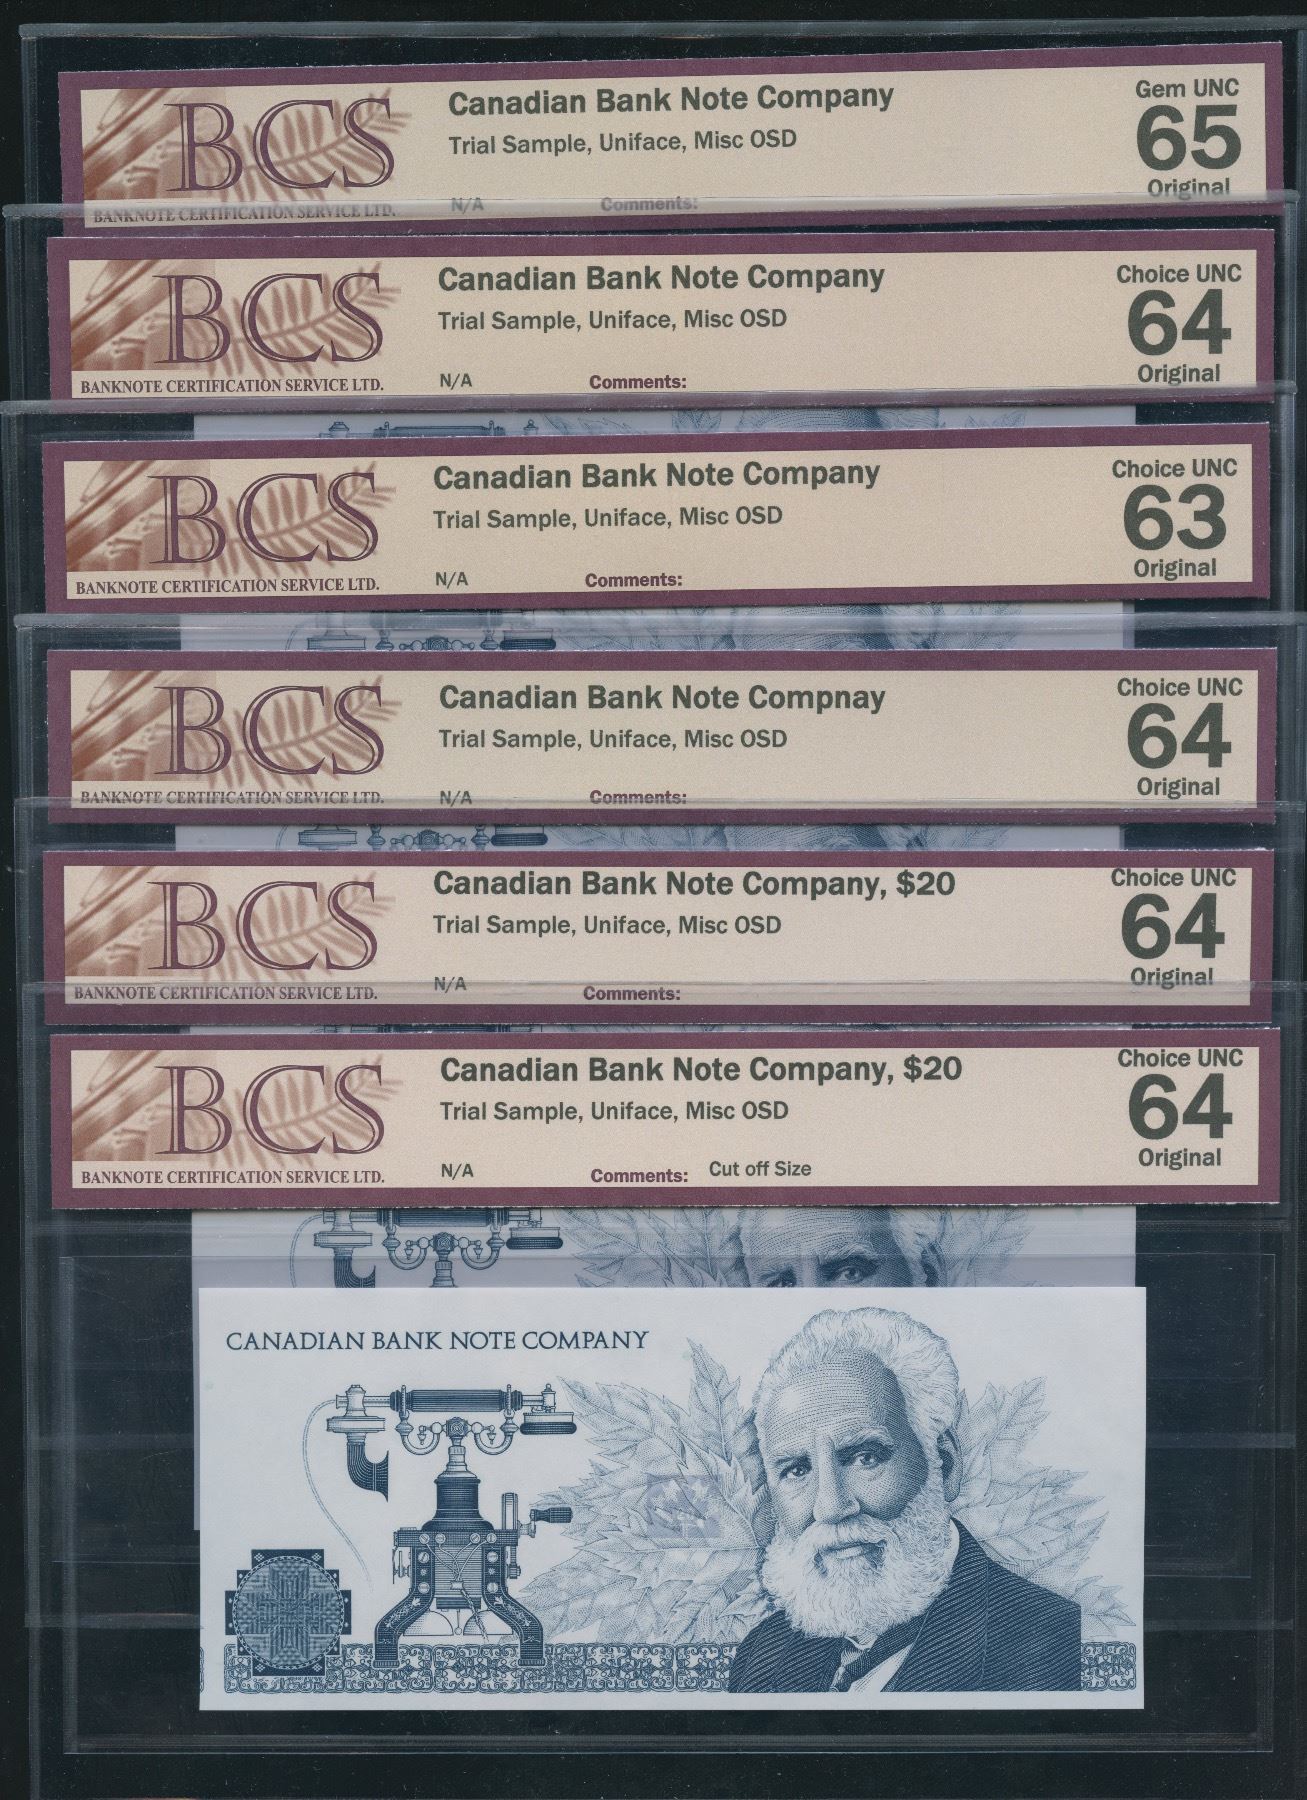 BCS
BANKNOTE CERTIFICATION SERVICE LTD.
Canadian Bank Note Company
Trial Sample, Uniface, Misc OSD
N/A Comments:
Gem UNC
65
Original
BCS
BANKNOTE CERTIFICATION SERVICE LTD.
Canadian Bank Note Company
Trial Sample, Uniface, Misc OSD
N/A Comments:
Choice UNC
64
Original
BCS
BANKNOTE CERTIFICATION SERVICE LTD.
Canadian Bank Note Company
Trial Sample, Uniface, Misc OSD
N/A Comments:
Choice UNC
63
Original
BCS
BANKNOTE CERTIFICATION SERVICE LTD.
Canadian Bank Note Compnay
Trial Sample, Uniface, Misc OSD
N/A Comments:
Choice UNC
64
Original
BCS
BANKNOTE CERTIFICATION SERVICE LTD.
Canadian Bank Note Company, $20
Trial Sample, Uniface, Misc OSD
N/A Comments:
Choice UNC
64
Original
BCS
BANKNOTE CERTIFICATION SERVICE LTD.
Canadian Bank Note Company, $20
Trial Sample, Uniface, Misc OSD
N/A Comments: Cut off Size
Choice UNC
64
Original
CANADIAN BANK NOTE COMPANY